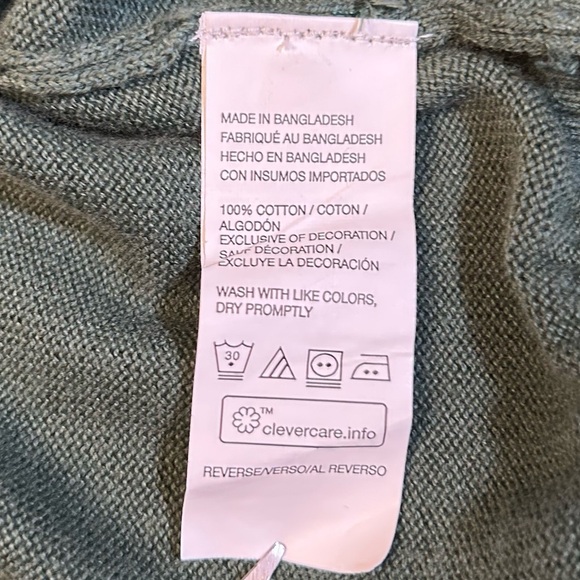 MADE IN BANGLADESH
FABRIQUÉ AU BANGLADESH
HECHO EN BANGLADESH
CON INSUMOS IMPORTADOS
100% COTTON / COTON /
ALGODÓN
EXCLUSIVE OF DECORATION /
SAUF DÉCORATION /
EXCLUYE LA DECORACIÓN
WASH WITH LIKE COLORS,
DRY PROMPTLY
30
TM
clevercare.info
REVERSE/VERSO/AL REVERSO